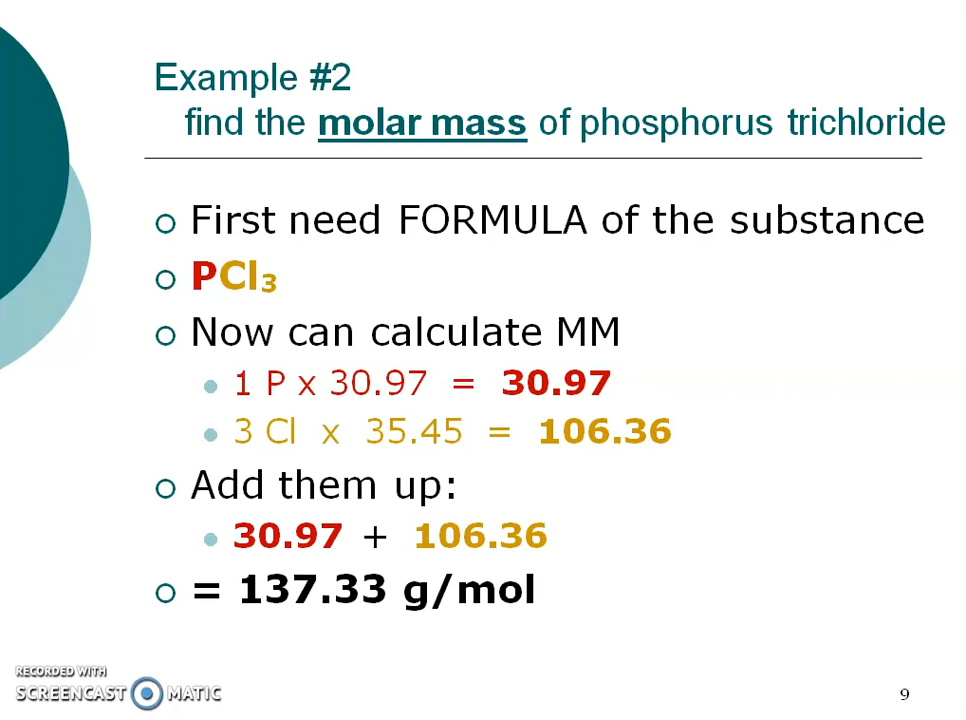 Example #2
find the molar mass of phosphorus trichloride
First need FORMULA of the substance
PCl₃
Now can calculate MM
1 P x 30.97 = 30.97
3 Cl x 35.45 = 106.36
Add them up:
30.97 + 106.36
= 137.33 g/mol
RECORDED WITH
SCREENCAST MATIC
9